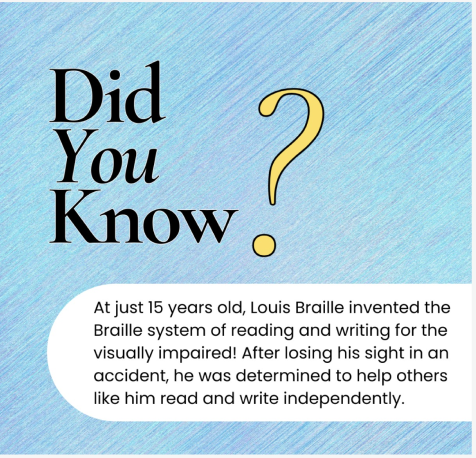 Did
You
Know
?
At just 15 years old, Louis Braille invented the
Braille system of reading and writing for the
visually impaired! After losing his sight in an
accident, he was determined to help others
like him read and write independently.